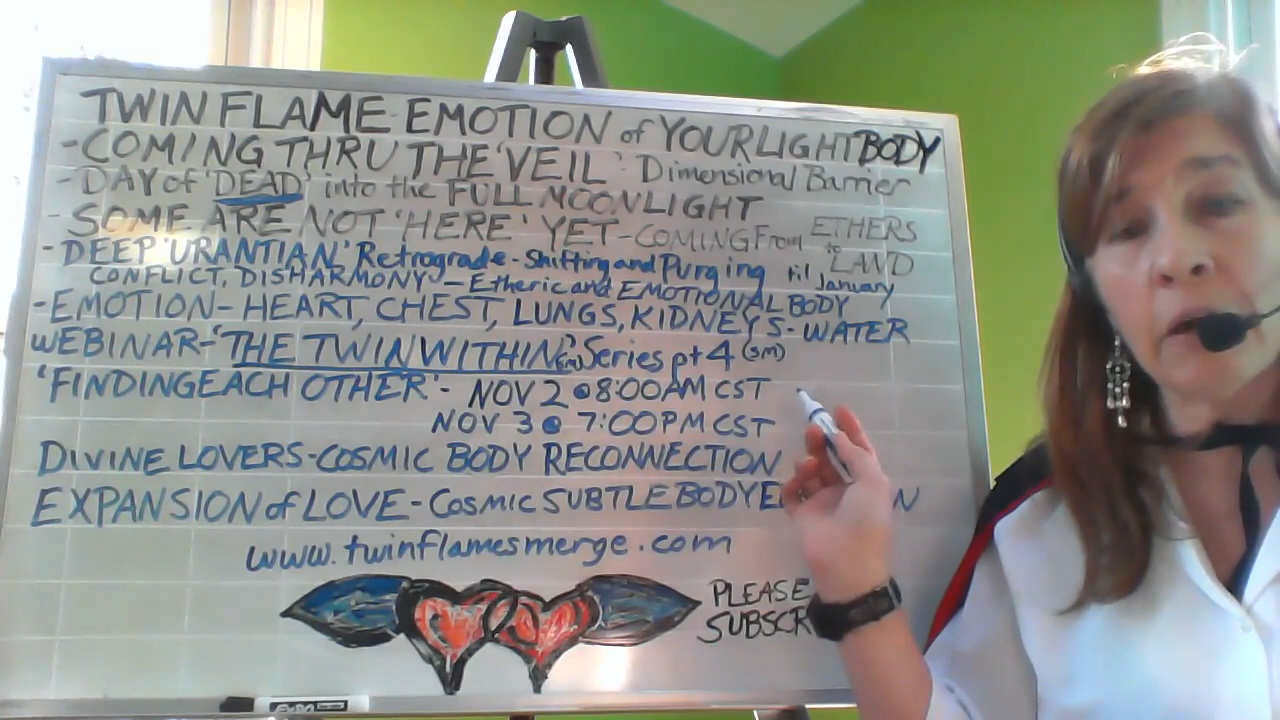 TWIN FLAME-EMOTION of YOUR LIGHT BODY
-COMING THRU THE 'VEIL': Dimensional Barrier
-DAY of 'DEAD' into the FULL MOONLIGHT
-SOME ARE NOT 'HERE' YET-COMING From ETHERS to 'LAND
-DEEP 'URANTIAN' Retrograde-Shifting and Purging til January
CONFLICT, DISHARMONY-Etheric and EMOTIONAL BODY
-EMOTION-HEART, CHEST, LUNGS, KIDNEYS-WATER
WEBINAR-'THE TWIN WITHIN' Series pt 4 (sm)
'FINDING EACH OTHER'- NOV 2 @ 8:00AM CST
NOV 3 @ 7:00PM CST
DIVINE LOVERS-COSMIC BODY RECONNECTION
EXPANSION of LOVE-COSMIC SUBTLE BODY
www.twinflamesmerge.com
PLEASE
SUBSCR
EXPO